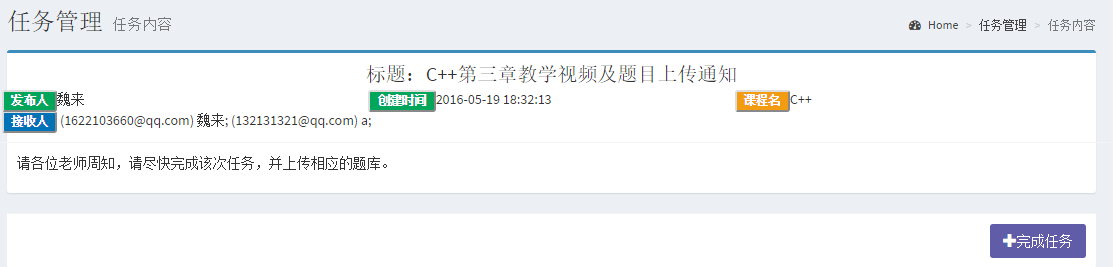 任务管理 任务内容
Home > 任务管理 > 任务内容
标题：C++第三章教学视频及题目上传通知
发布人 魏来 创建时间 2016-05-19 18:32:13 课程名 C++
接收人 (1622103660@qq.com) 魏来; (132131321@qq.com) a;
请各位老师周知，请尽快完成该次任务，并上传相应的题库。
完成任务